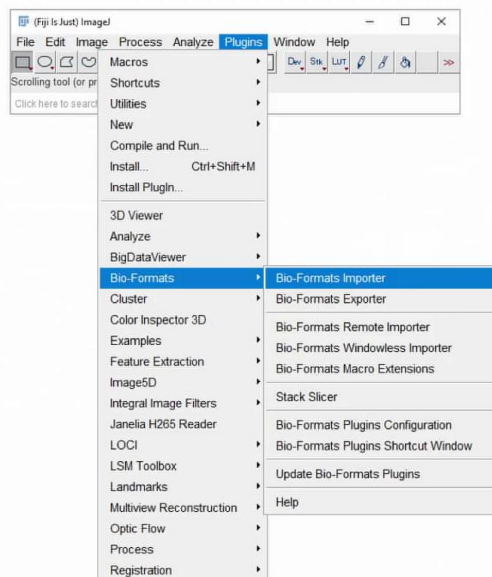 (Fiji Is Just) ImageJ
File Edit Image Process Analyze Plugins Window Help
Dev Stk LUT >>
Scrolling tool (or pr
Click here to search
Macros
Shortcuts
Utilities
New
Compile and Run...
Install... Ctrl+Shift+M
Install PlugIn...
3D Viewer
Analyze
BigDataViewer
Bio-Formats
Cluster
Color Inspector 3D
Examples
Feature Extraction
Image5D
Integral Image Filters
Janelia H265 Reader
LOCI
LSM Toolbox
Landmarks
Multiview Reconstruction
Optic Flow
Process
Registration
Bio-Formats Importer
Bio-Formats Exporter
Bio-Formats Remote Importer
Bio-Formats Windowless Importer
Bio-Formats Macro Extensions
Stack Slicer
Bio-Formats Plugins Configuration
Bio-Formats Plugins Shortcut Window
Update Bio-Formats Plugins
Help